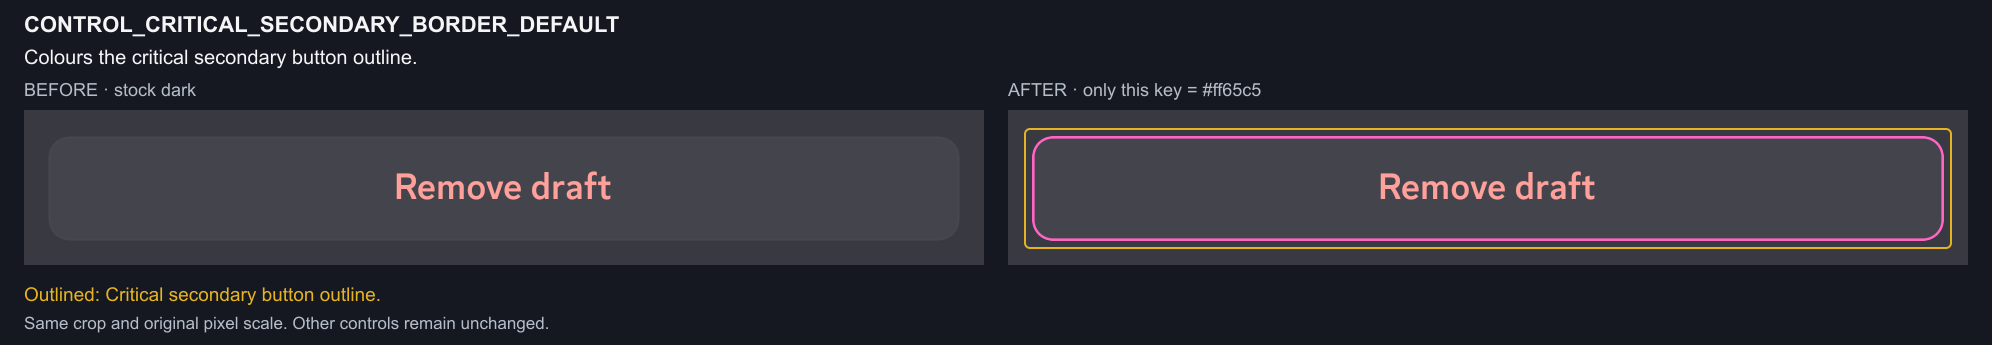 CONTROL_CRITICAL_SECONDARY_BORDER_DEFAULT
Colours the critical secondary button outline.
BEFORE · stock dark
AFTER · only this key = #ff65c5
Remove draft
Remove draft
Outlined: Critical secondary button outline.
Same crop and original pixel scale. Other controls remain unchanged.